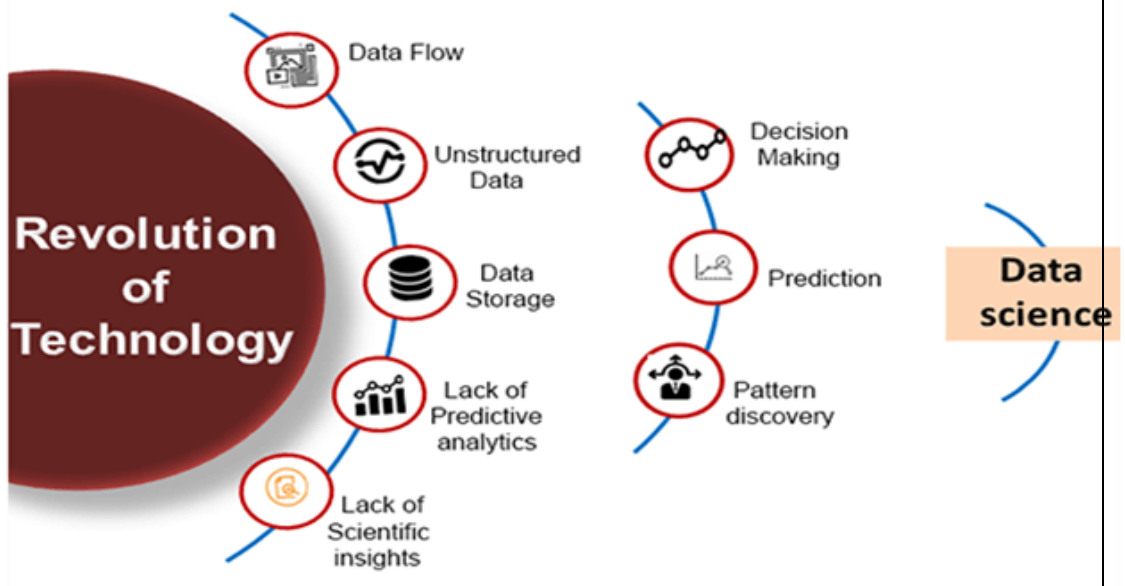 Revolution
of
Technology
Data Flow
Unstructured
Data
Data
Storage
Lack of
Predictive
analytics
Lack of
Scientific
insights
Decision
Making
Prediction
Pattern
discovery
Data
science